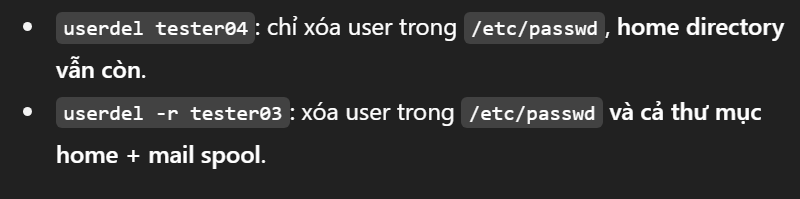 • userdel tester04: chỉ xóa user trong /etc/passwd, home directory
vẫn còn.
• userdel -r tester03: xóa user trong /etc/passwd và cả thư mục
home + mail spool.